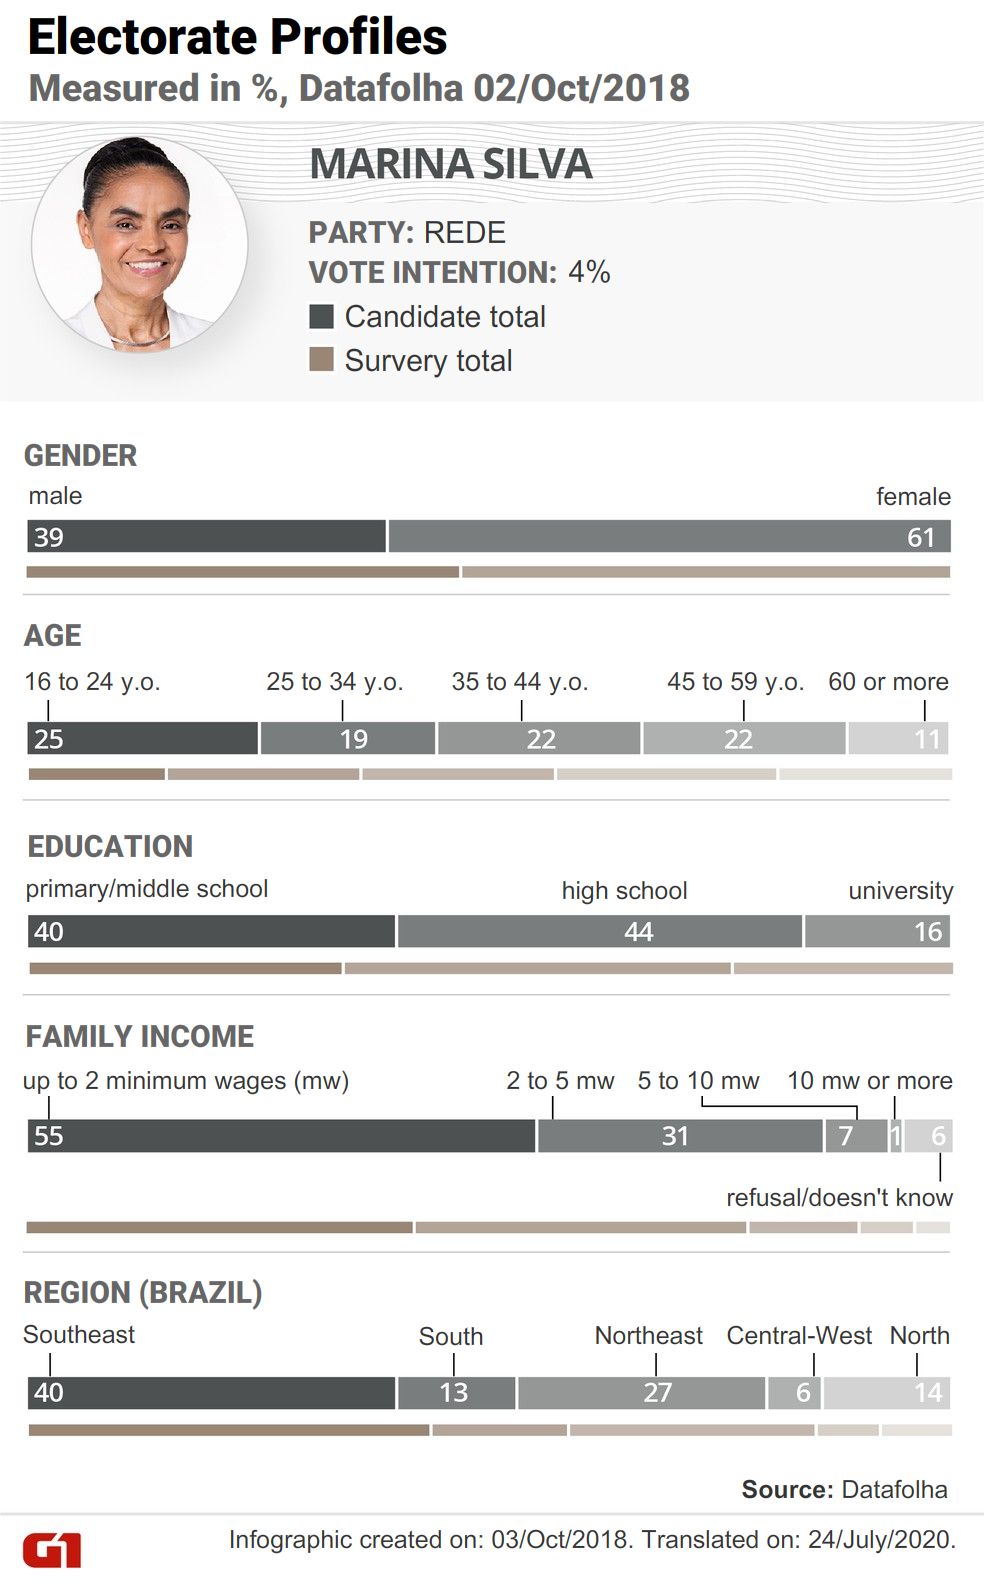 Electorate Profiles
Measured in %, Datafolha 02/Oct/2018
MARINA SILVA
PARTY: REDE
VOTE INTENTION: 4%
Candidate total
Survery total
GENDER
male female
39 61
AGE
16 to 24 y.o. 25 to 34 y.o. 35 to 44 y.o. 45 to 59 y.o. 60 or more
25 19 22 22 11
EDUCATION
primary/middle school high school university
40 44 16
FAMILY INCOME
up to 2 minimum wages (mw) 2 to 5 mw 5 to 10 mw 10 mw or more
55 31 7 1 6
refusal/doesn't know
REGION (BRAZIL)
Southeast South Northeast Central-West North
40 13 27 6 14
Source: Datafolha
G1 Infographic created on: 03/Oct/2018. Translated on: 24/July/2020.